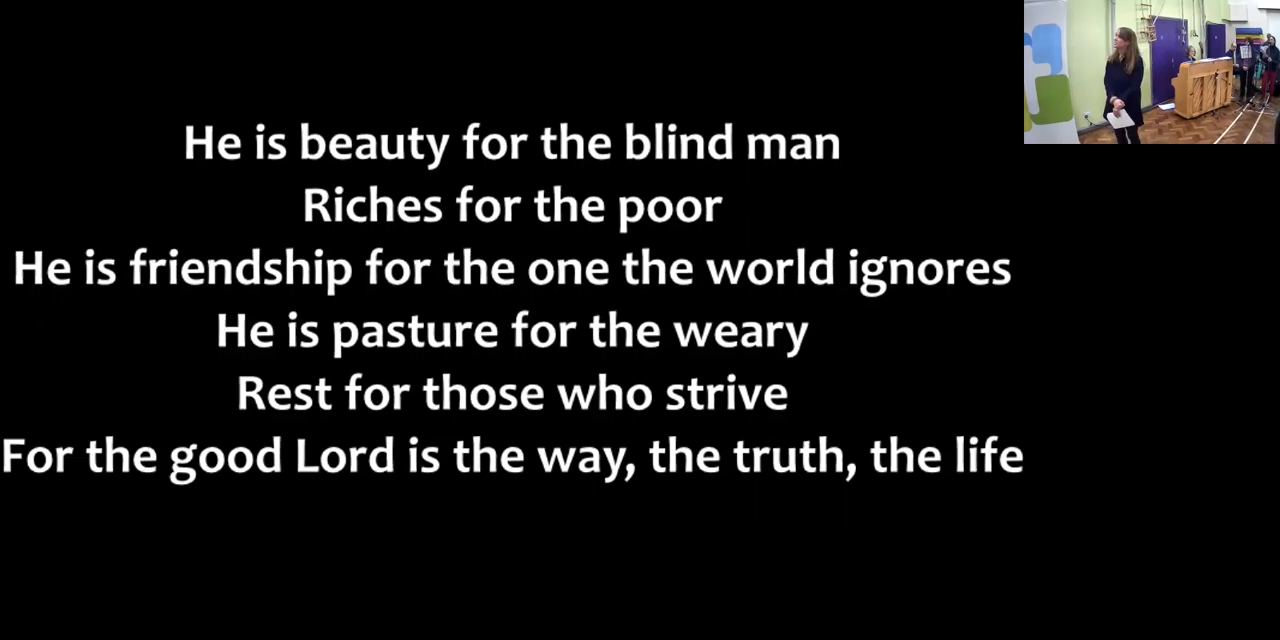 He is beauty for the blind man
Riches for the poor
He is friendship for the one the world ignores
He is pasture for the weary
Rest for those who strive
For the good Lord is the way, the truth, the life